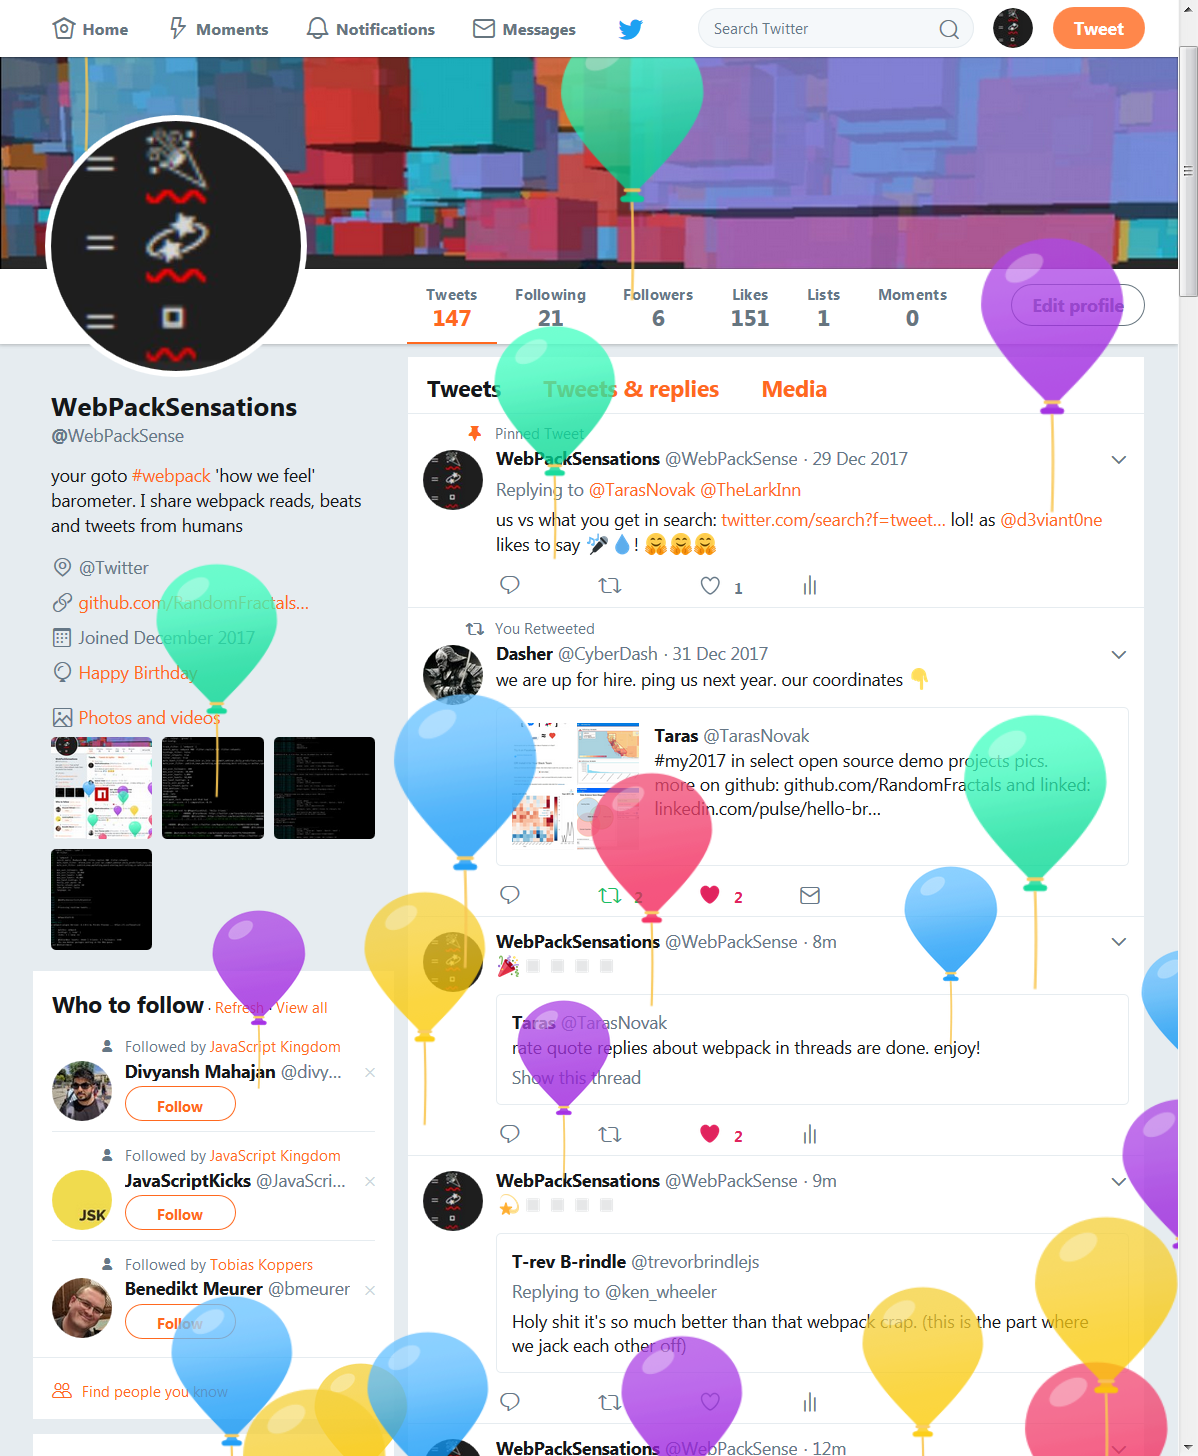 Home Moments Notifications Messages Search Twitter Tweet
Tweets Following Followers Likes Lists Moments
147 21 6 151 1 0
Edit profile
WebPackSensations
@WebPackSense
your goto #webpack 'how we feel'
barometer. I share webpack reads, beats
and tweets from humans
@Twitter
github.com/RandomFractals...
Joined December 2017
Happy Birthday
Photos and videos
Who to follow · Refresh · View all
Followed by JavaScript Kingdom
Divyansh Mahajan @divy...
Follow
Followed by JavaScript Kingdom
JavaScriptKicks @JavaScri...
JSK
Follow
Followed by Tobias Koppers
Benedikt Meurer @bmeurer
Follow
Find people you know
Tweets Tweets & replies Media
Pinned Tweet
WebPackSensations @WebPackSense · 29 Dec 2017
Replying to @TarasNovak @TheLarkInn
us vs what you get in search: twitter.com/search?f=tweet... lol! as @d3viant0ne
likes to say 🎤💧! 🤗🤗🤗
1
You Retweeted
Dasher @CyberDash · 31 Dec 2017
we are up for hire. ping us next year. our coordinates 👇
Taras @TarasNovak
#my2017 in select open source demo projects pics.
more on github: github.com/RandomFractals and linked:
linkedin.com/pulse/hello-br...
2 2
WebPackSensations @WebPackSense · 8m
Taras @TarasNovak
rate quote replies about webpack in threads are done. enjoy!
Show this thread
2
WebPackSensations @WebPackSense · 9m
T-rev B-rindle @trevorbrindlejs
Replying to @ken_wheeler
Holy shit it's so much better than that webpack crap. (this is the part where
we jack each other off)
WebPackSensations @WebPackSense · 12m